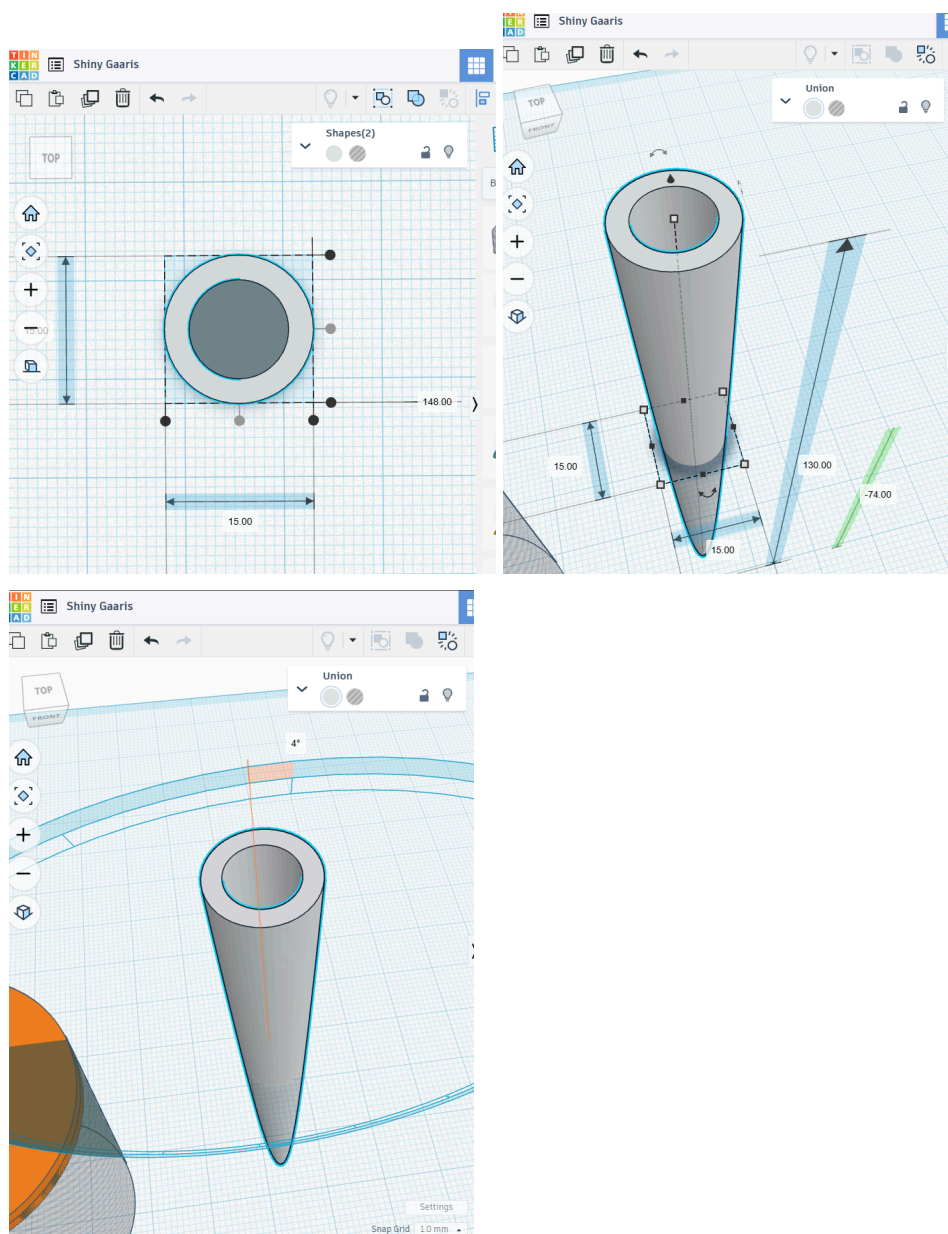 TIN
KER
CAD
Shiny Gaaris
Shapes(2)
TOP
B
15.00
148.00
15.00
TIN
KER
CAD
Shiny Gaaris
Union
TOP
FRONT
15.00
130.00
-74.00
15.00
TIN
KER
CAD
Shiny Gaaris
Union
TOP
FRONT
4°
Settings
Snap Grid 1.0 mm